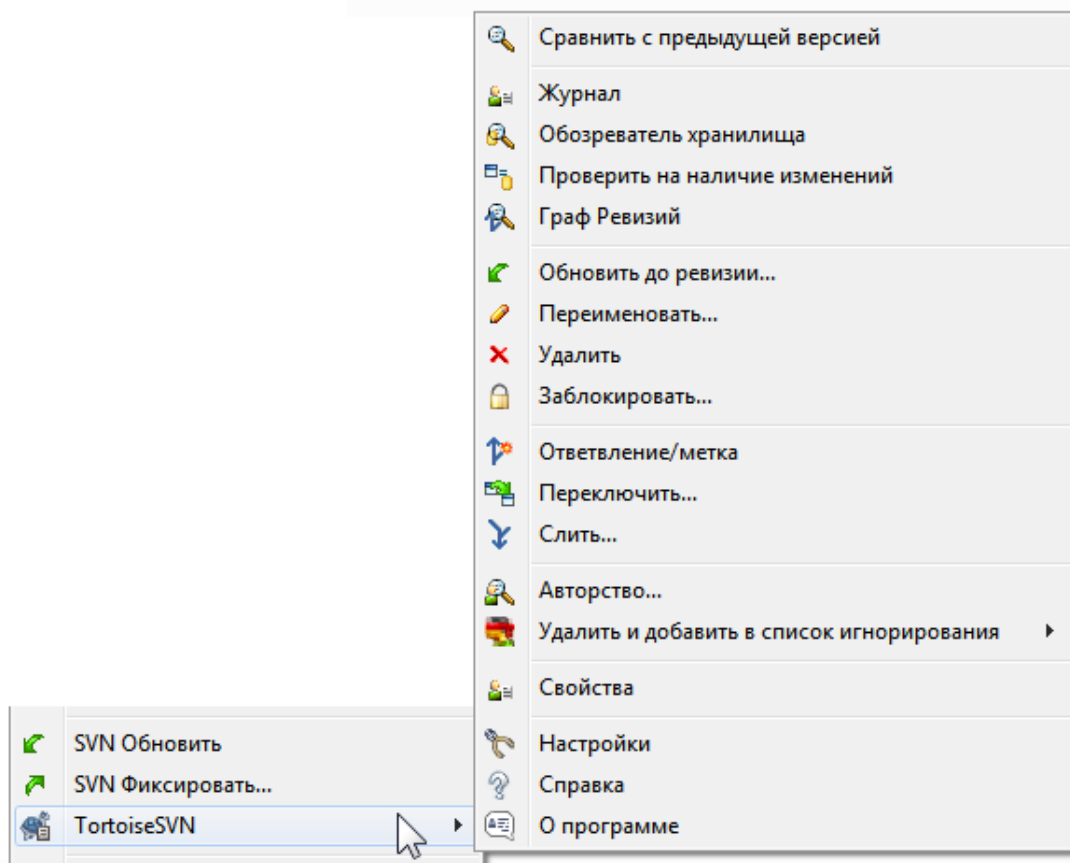 Сравнить с предыдущей версией
Журнал
Обозреватель хранилища
Проверить на наличие изменений
Граф Ревизий
Обновить до ревизии...
Переименовать...
Удалить
Заблокировать...
Ответвление/метка
Переключить...
Слить...
Авторство...
Удалить и добавить в список игнорирования
Свойства
Настройки
Справка
О программе
SVN Обновить
SVN Фиксировать...
TortoiseSVN